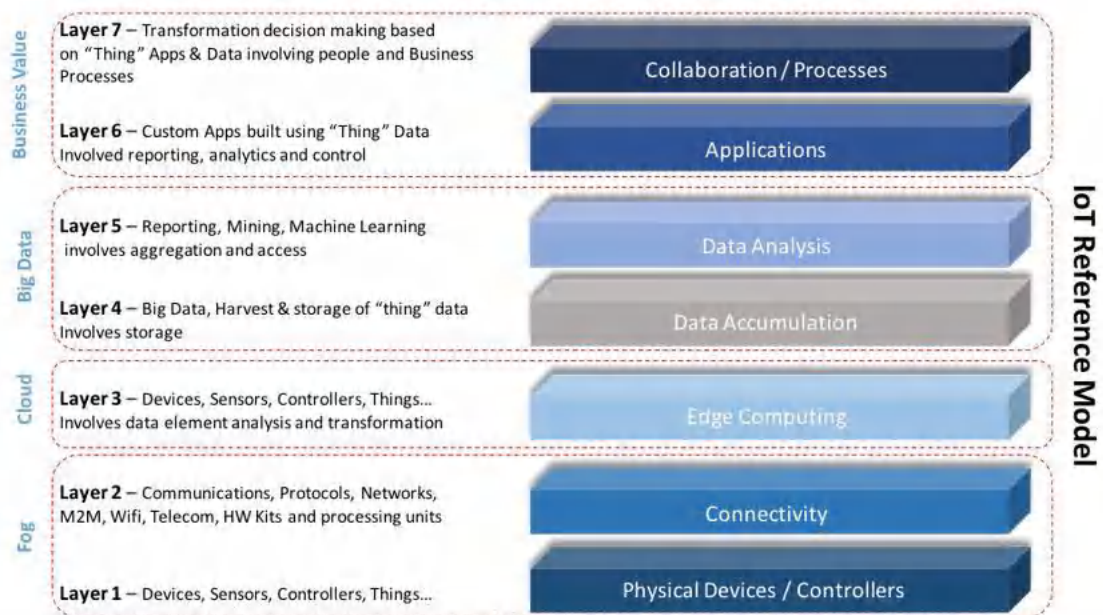 Business Value
Layer 7 – Transformation decision making based
on “Thing” Apps & Data involving people and Business
Processes
Collaboration / Processes
Layer 6 – Custom Apps built using “Thing” Data
Involved reporting, analytics and control
Applications
Big Data
Layer 5 – Reporting, Mining, Machine Learning
involves aggregation and access
Data Analysis
Layer 4 – Big Data, Harvest & storage of “thing” data
Involves storage
Data Accumulation
Cloud
Layer 3 – Devices, Sensors, Controllers, Things…
Involves data element analysis and transformation
Edge Computing
Fog
Layer 2 – Communications, Protocols, Networks,
M2M, Wifi, Telecom, HW Kits and processing units
Connectivity
Layer 1 – Devices, Sensors, Controllers, Things…
Physical Devices / Controllers
IoT Reference Model